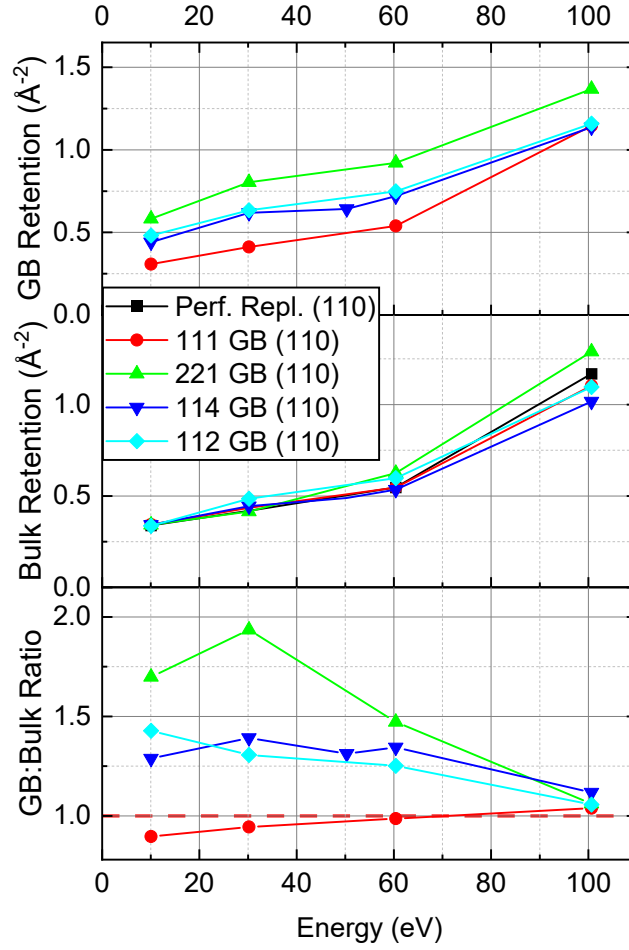 0 20 40 60 80 100
1.5
1.0
0.5
0.0
GB Retention (Å⁻²)
Perf. Repl. (110)
111 GB (110)
221 GB (110)
114 GB (110)
112 GB (110)
1.0
0.5
0.0
Bulk Retention (Å⁻²)
2.0
1.5
1.0
GB:Bulk Ratio
0 20 40 60 80 100
Energy (eV)